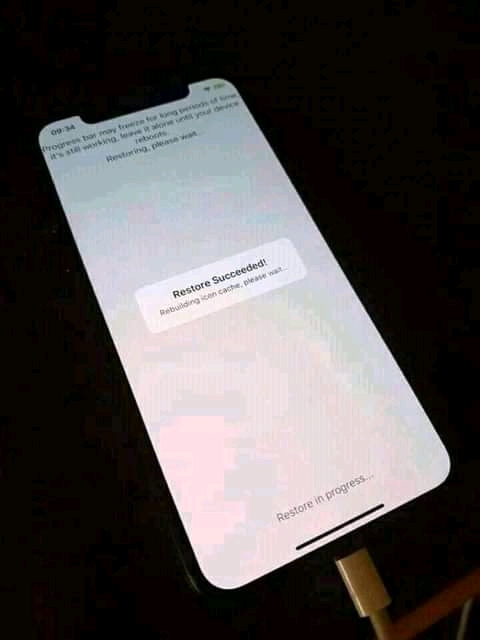 09:34
Progress bar may freeze for long periods of time,
it's still working, leave it alone until your device
reboots.
Restoring, please wait...
Restore Succeeded!
Rebuilding icon cache, please wait...
Restore in progress...